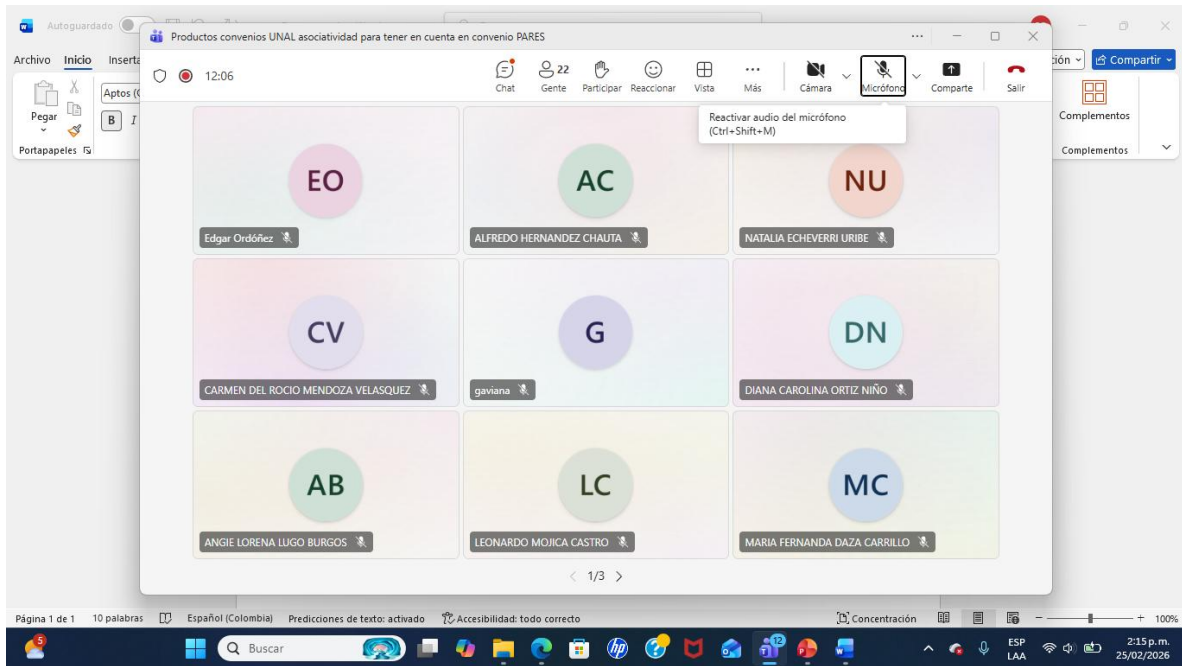 Autoguardado
Productos convenios UNAL asociatividad para tener en cuenta en convenio PARES
Archivo Inicio
ción
Compartir
12:06
Chat
22
Gente
Participar
Reaccionar
Vista
Más
Cámara
Micrófono
Comparte
Salir
Pegar
Portapapeles
Aptos (
B I
Reactivar audio del micrófono
(Ctrl+Shift+M)
Complementos
Complementos
EO
Edgar Ordóñez
AC
ALFREDO HERNANDEZ CHAUTA
NU
NATALIA ECHEVERRI URIBE
CV
CARMEN DEL ROCIO MENDOZA VELASQUEZ
G
gaviana
DN
DIANA CAROLINA ORTIZ NIÑO
AB
ANGIE LORENA LUGO BURGOS
LC
LEONARDO MOJICA CASTRO
MC
MARIA FERNANDA DAZA CARRILLO
1/3
Página 1 de 1 10 palabras Español (Colombia) Predicciones de texto: activado Accesibilidad: todo correcto Concentración 100%
5
Buscar
hp
12
ESP
LAA
2:15 p.m.
25/02/2026